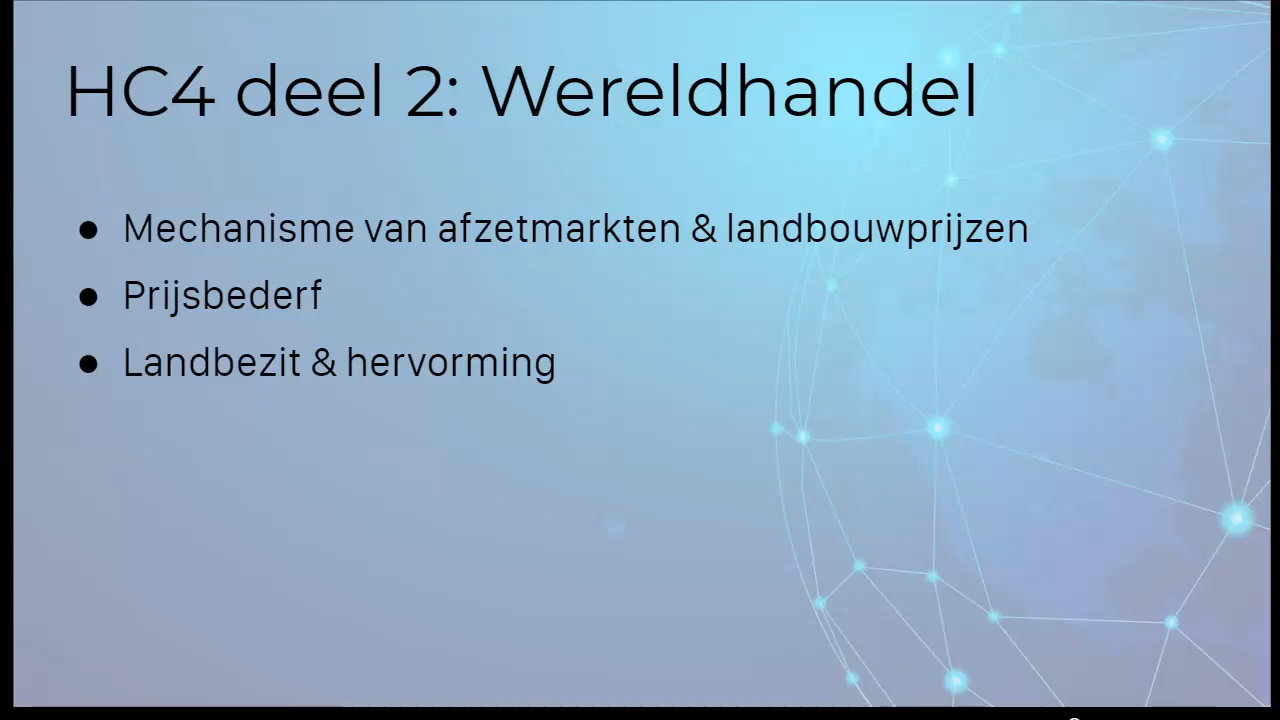 HC4 deel 2: Wereldhandel
● Mechanisme van afzetmarkten & landbouwprijzen
● Prijsbederf
● Landbezit & hervorming